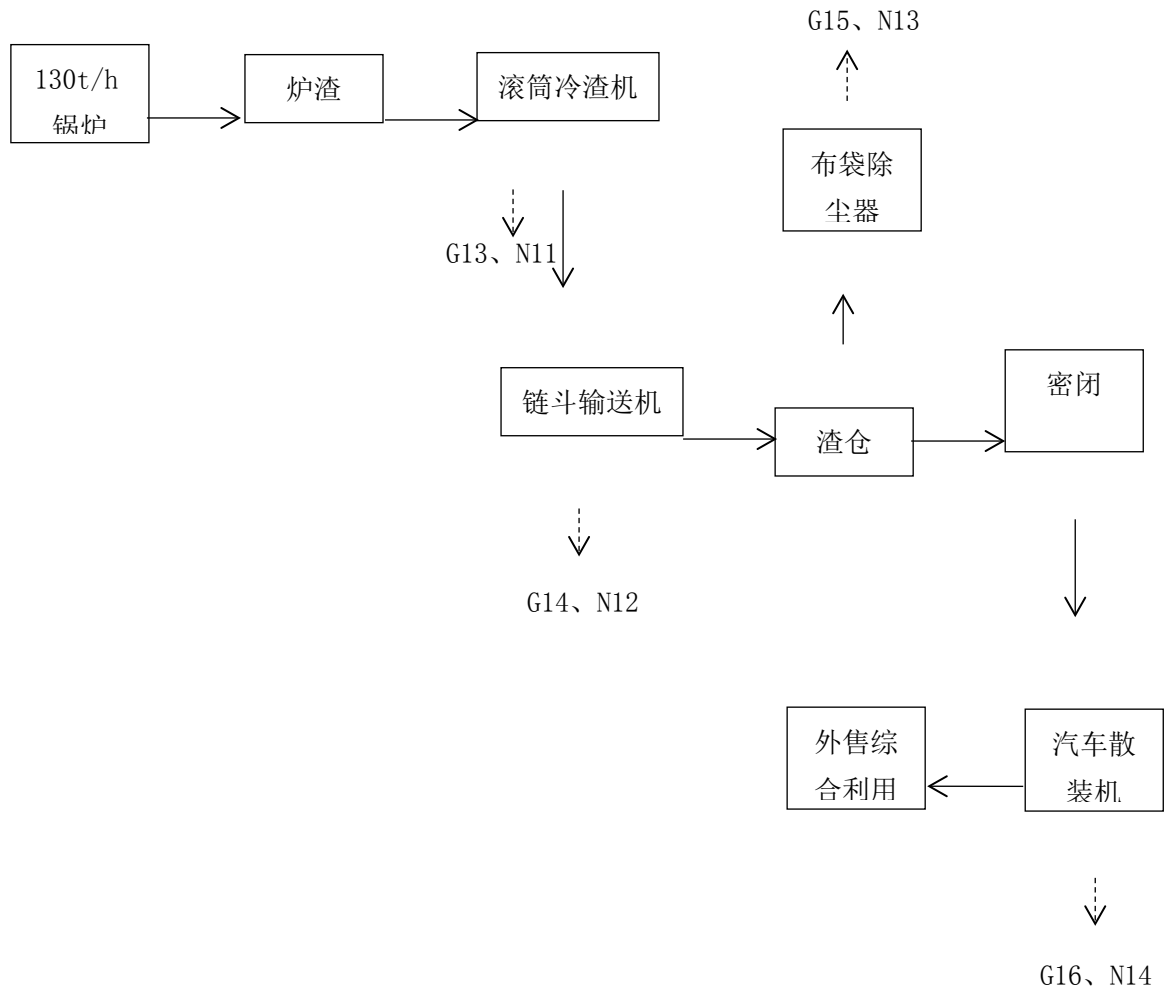 G15、N13
130t/h
锅炉
炉渣
滚筒冷渣机
布袋除
尘器
G13、N11
链斗输送机
渣仓
密闭
G14、N12
外售综
合利用
汽车散
装机
G16、N14